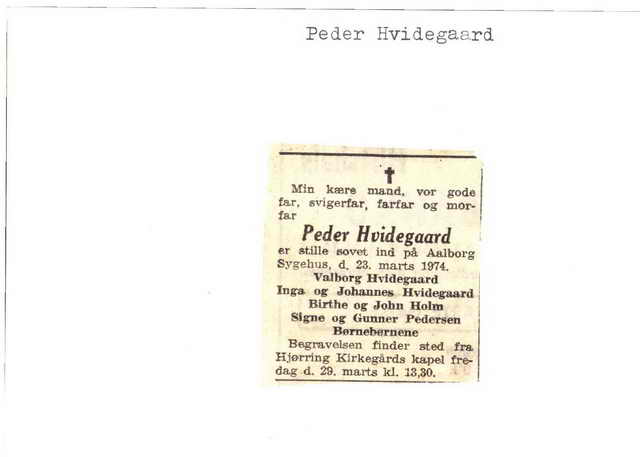 Peder Hvidegaard
Min kære mand, vor gode
far, svigerfar, farfar og mor-
far
Peder Hvidegaard
er stille sovet ind på Aalborg
Sygehus, d. 23. marts 1974.
Valborg Hvidegaard
Inga og Johannes Hvidegaard
Birthe og John Holm
Signe og Gunner Pedersen
Børnebørnene
Begravelsen finder sted fra
Hjørring Kirkegårds kapel fre-
dag d. 29. marts kl. 13,30.